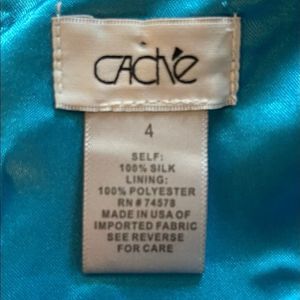 CACHÉ
4
SELF:
100% SILK
LINING:
100% POLYESTER
RN # 74578
MADE IN USA OF
IMPORTED FABRIC
SEE REVERSE
FOR CARE